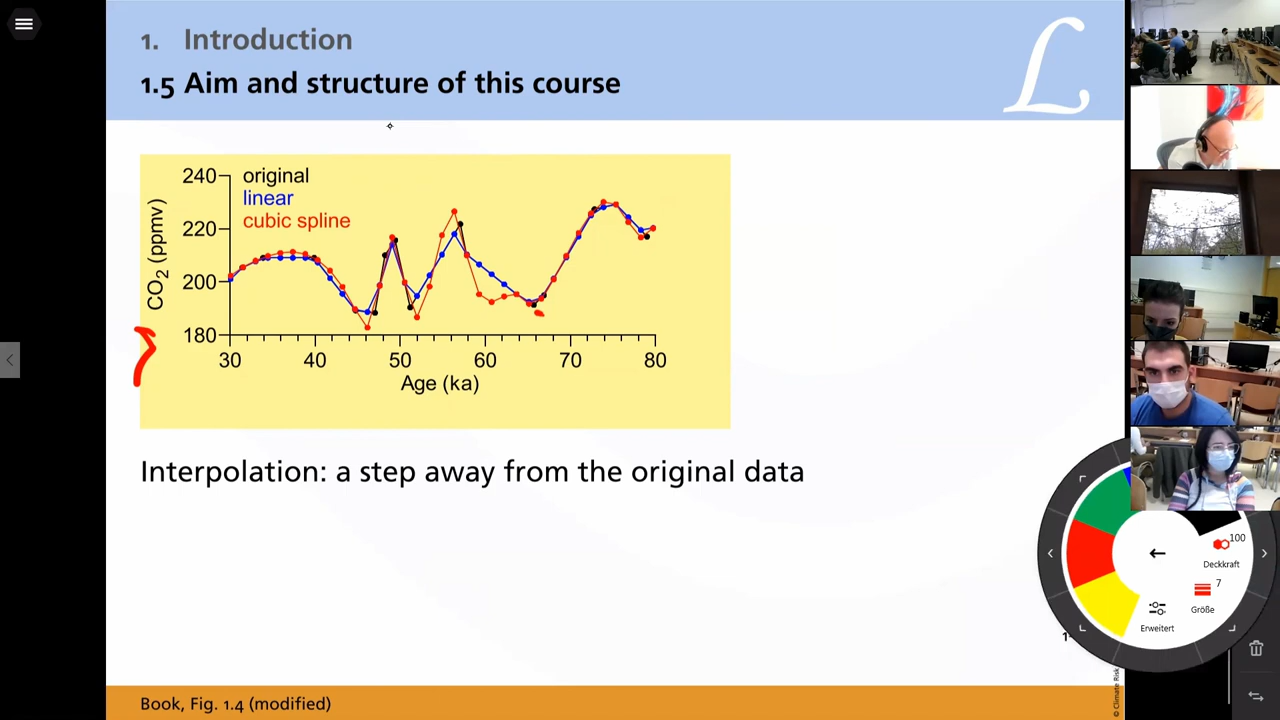 1. Introduction
1.5 Aim and structure of this course
L
240
220
200
180
CO2 (ppmv)
original
linear
cubic spline
30 40 50 60 70 80
Age (ka)
Interpolation: a step away from the original data
Book, Fig. 1.4 (modified)
© Climate Risk
100
Deckkraft
7
Größe
Erweitert